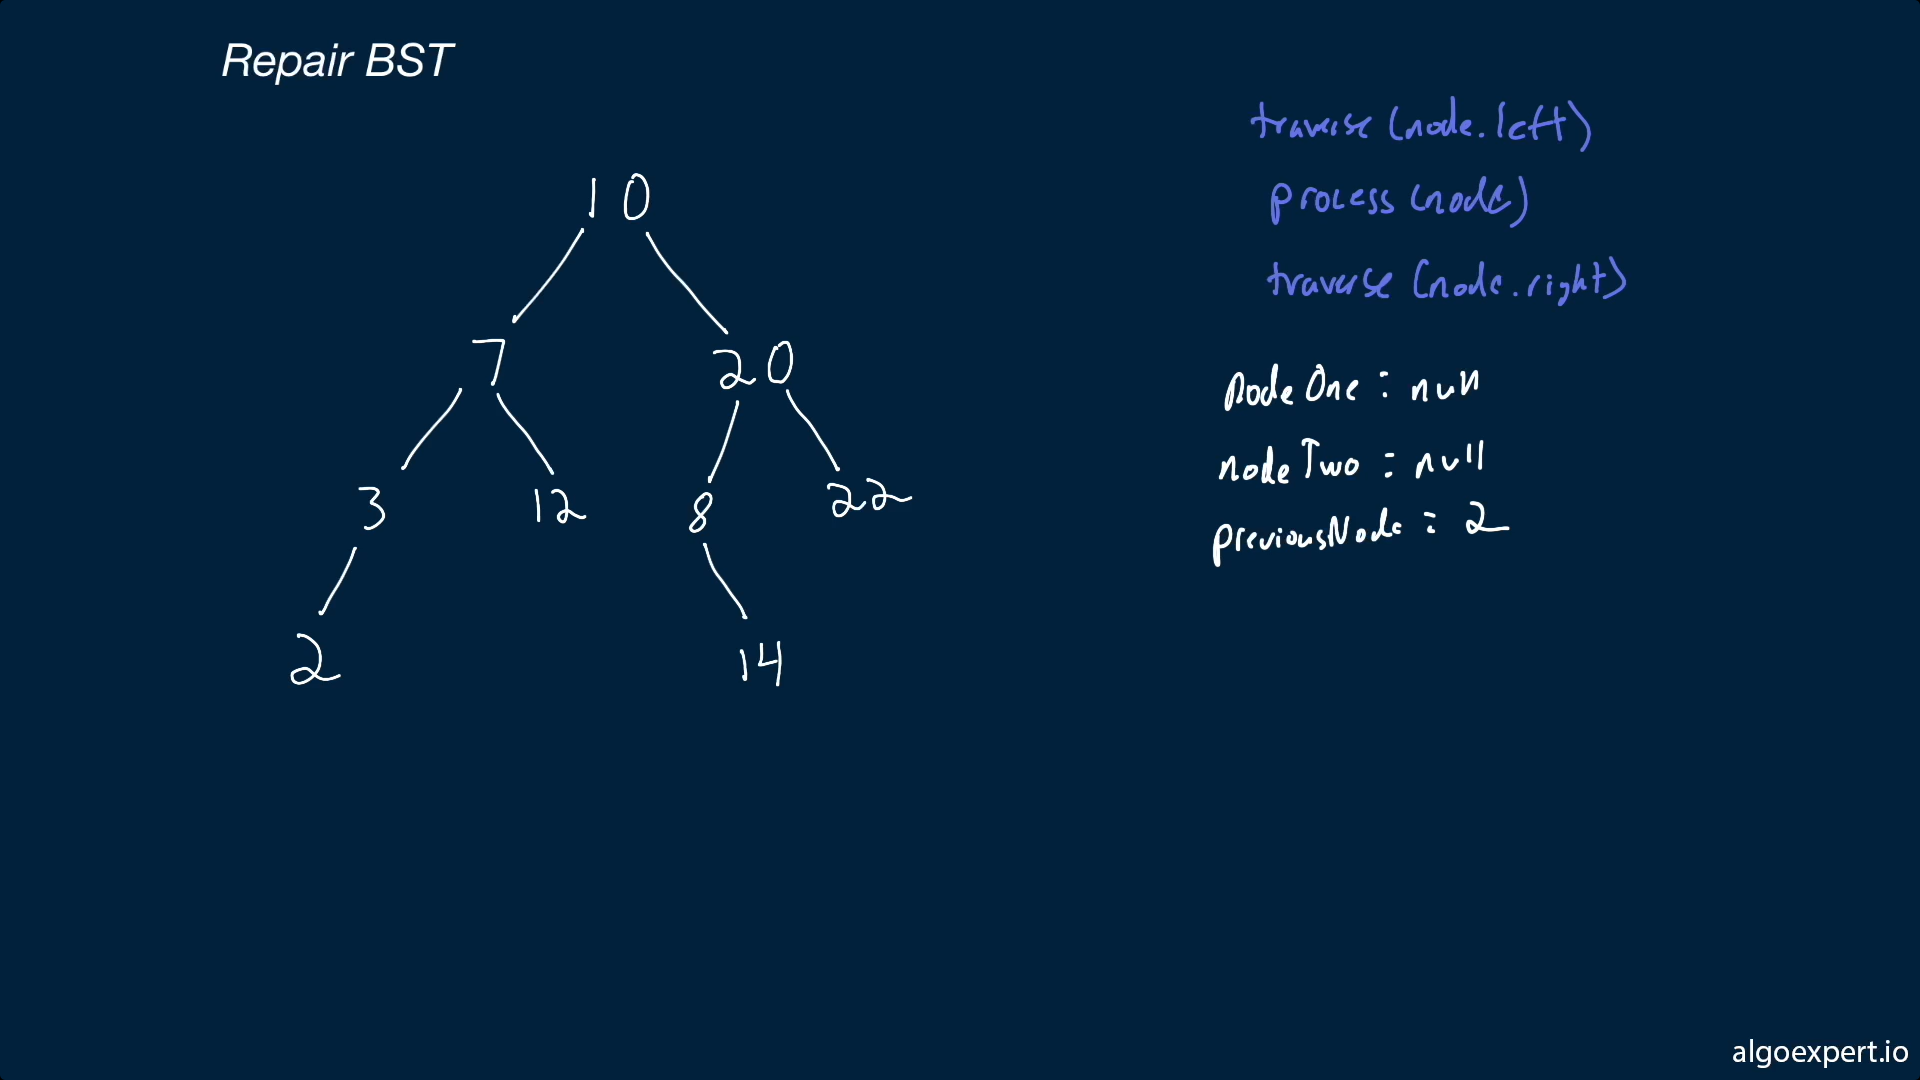 Repair BST
10
7 20
3 12 8 22
2 14
traverse (node.left)
process (node)
traverse (node.right)
nodeOne : null
nodeTwo : null
previousNode : 2
algoexpert.io